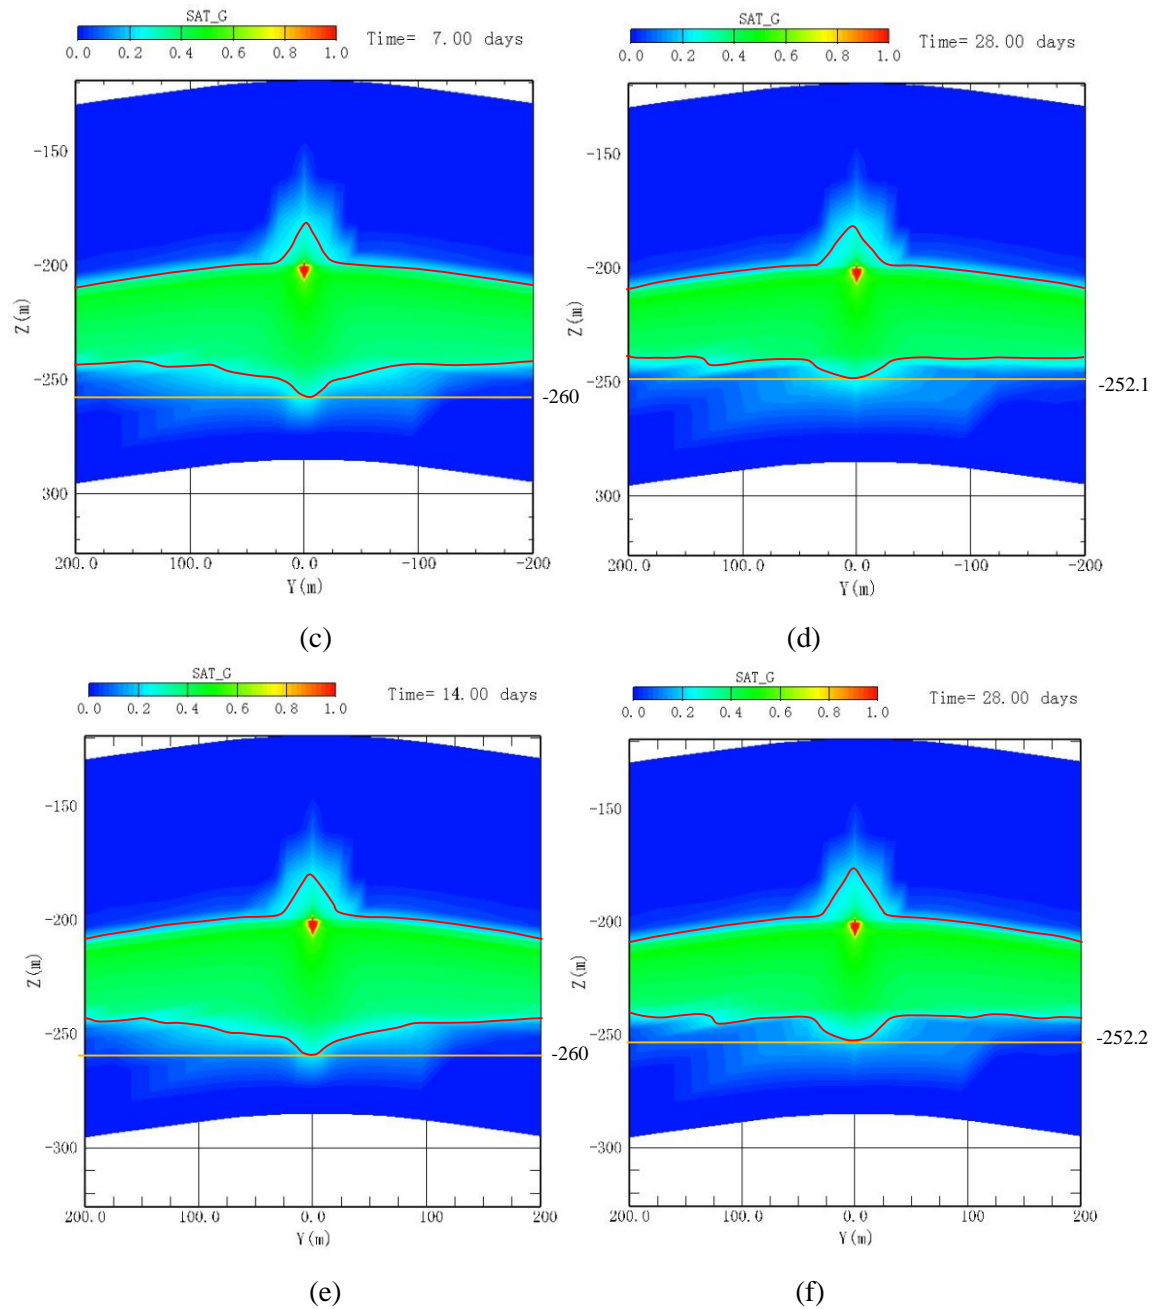 SAT_G
0.0 0.2 0.4 0.6 0.8 1.0
Time= 7.00 days
-150
-200
-250
300
Z(m)
-260
200.0 100.0 0.0 -100 -200
Y(m)
(c)
SAT_G
0.0 0.2 0.4 0.6 0.8 1.0
Time= 28.00 days
-150
-200
-250
300
Z(m)
-252.1
200.0 100.0 0.0 -100 -200
Y(m)
(d)
SAT_G
0.0 0.2 0.4 0.6 0.8 1.0
Time= 14.00 days
-150
-200
-250
-300
Z(m)
-260
200.0 100.0 0.0 100 200
Y(m)
(e)
SAT_G
0.0 0.2 0.4 0.6 0.8 1.0
Time= 28.00 days
-150
-200
-250
-300
Z(m)
-252.2
200.0 100.0 0.0 100 200
Y(m)
(f)